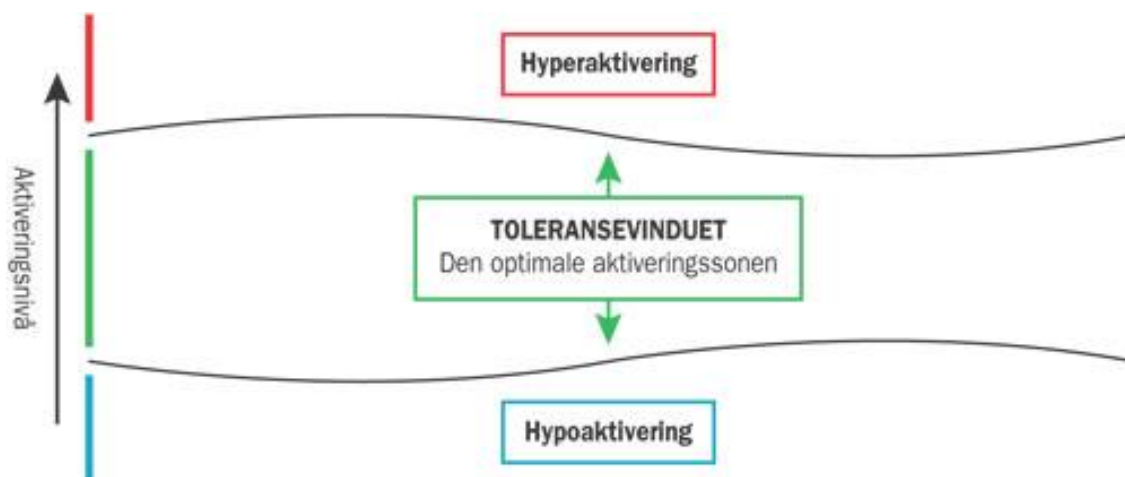 Hyperaktivering
Aktiveringsnivå
TOLERANSEVINDUET
Den optimale aktiveringssonen
Hypoaktivering